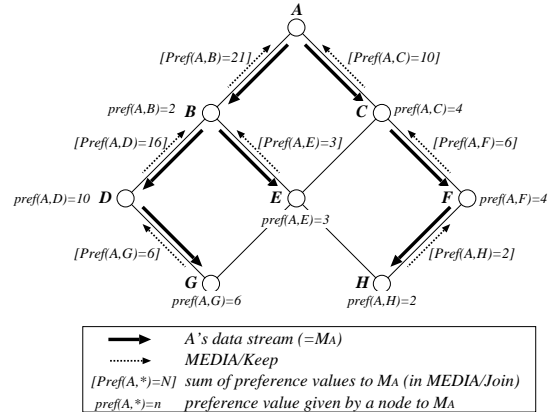 A
[Pref(A,B)=21] [Pref(A,C)=10]
pref(A,B)=2 B C pref(A,C)=4
[Pref(A,D)=16] [Pref(A,E)=3] [Pref(A,F)=6]
pref(A,D)=10 D E F pref(A,F)=4
pref(A,E)=3
[Pref(A,G)=6] [Pref(A,H)=2]
G H
pref(A,G)=6 pref(A,H)=2
A's data stream (=MA)
MEDIA/Keep
[Pref(A,*)=N] sum of preference values to MA (in MEDIA/Join)
pref(A,*)=n preference value given by a node to MA